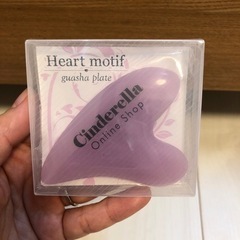 Heart motif
guasha plate
Cinderella
Online Shop